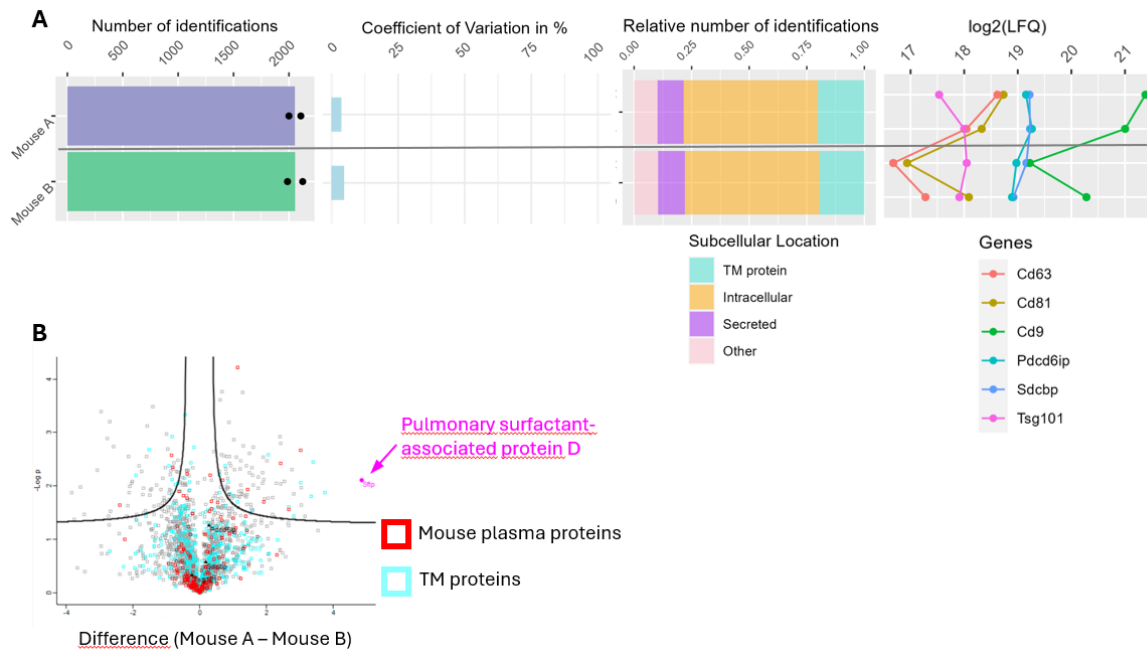 A
Number of identifications
0
500
1000
1500
2000
Coefficient of Variation in %
0
25
50
75
100
Relative number of identifications
0.00
0.25
0.50
0.75
1.00
log2(LFQ)
17
18
19
20
21
Mouse A
Mouse B
Subcellular Location
TM protein
Intracellular
Secreted
Other
Genes
Cd63
Cd81
Cd9
Pdcd6ip
Sdcbp
Tsg101
B
-Log p
4
3
2
1
0
-4
-2
0
2
4
Pulmonary surfactant-
associated protein D
Mouse plasma proteins
TM proteins
Difference (Mouse A – Mouse B)